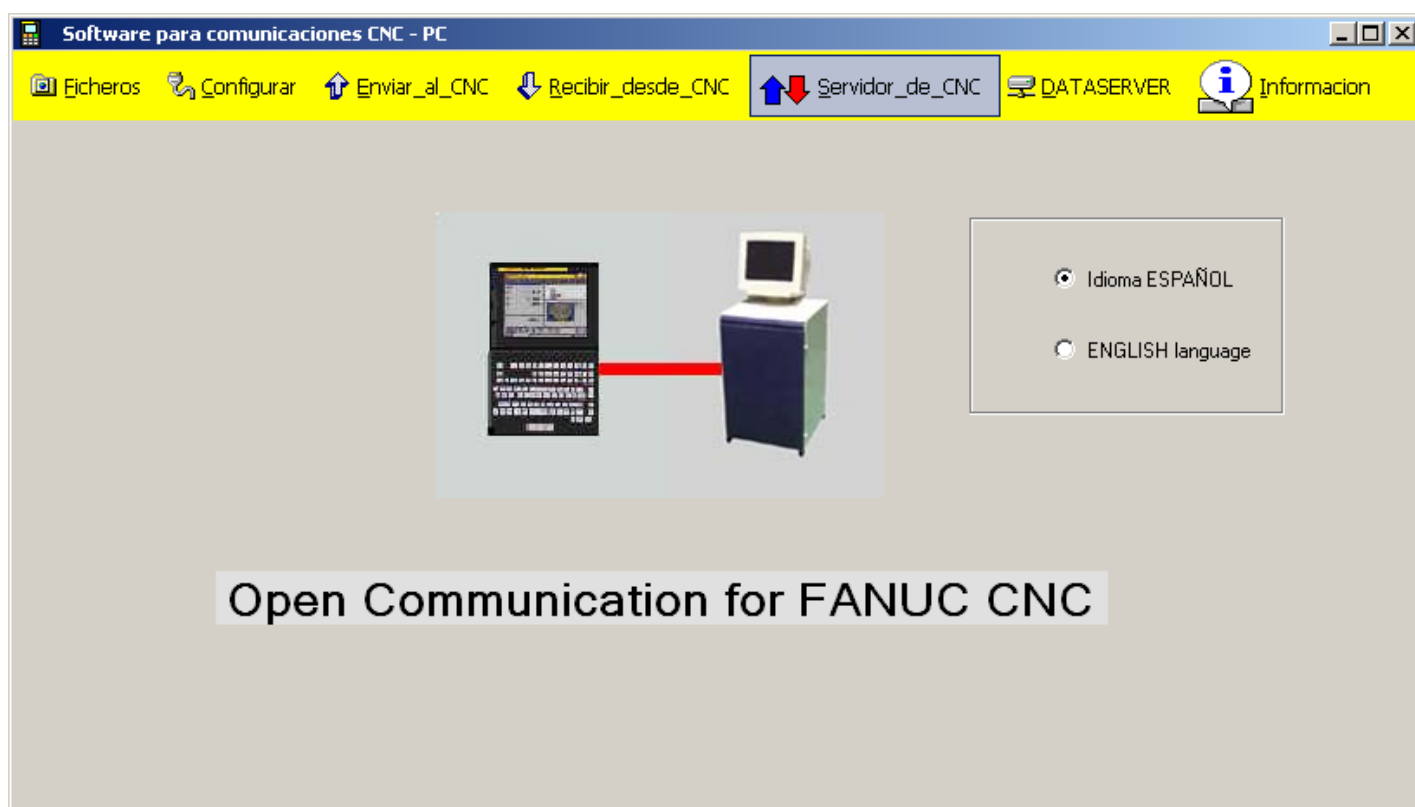 Software para comunicaciones CNC - PC
Ficheros Configurar Enviar_al_CNC Recibir_desde_CNC Servidor_de_CNC DATASERVER Informacion
Idioma ESPAÑOL
ENGLISH language
Open Communication for FANUC CNC